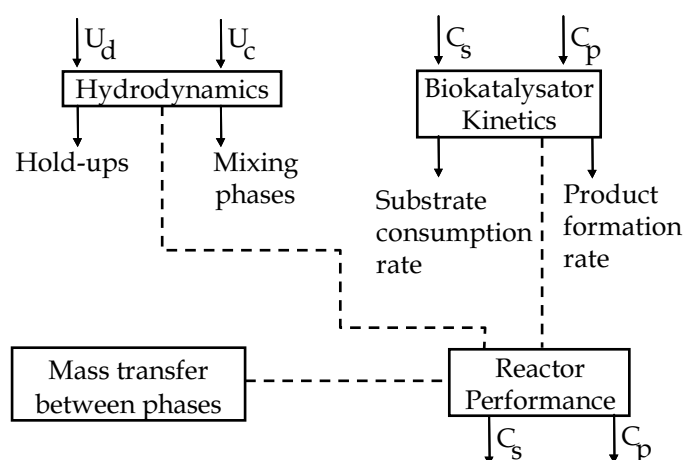 U_d
U_c
C_s
C_p
Hydrodynamics
Biokatalysator
Kinetics
Hold-ups
Mixing
phases
Substrate
consumption
rate
Product
formation
rate
Mass transfer
between phases
Reactor
Performance
C_s
C_p